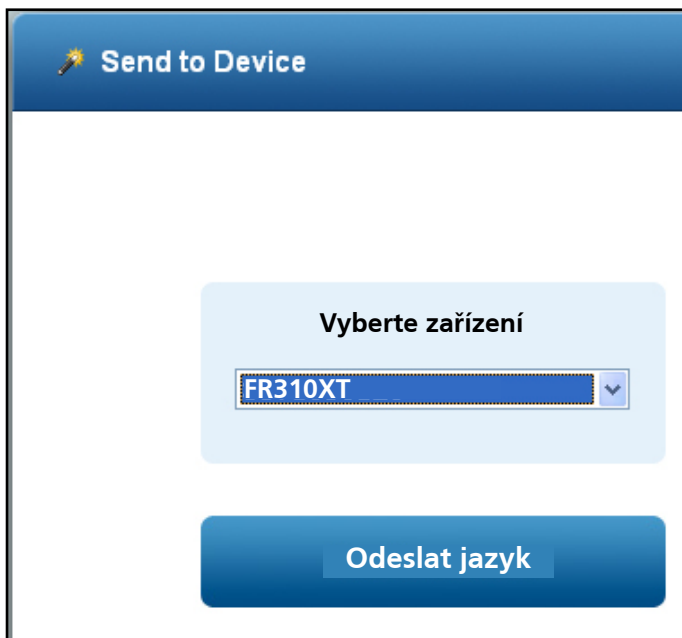 Send to Device
Vyberte zařízení
FR310XT
Odeslat jazyk